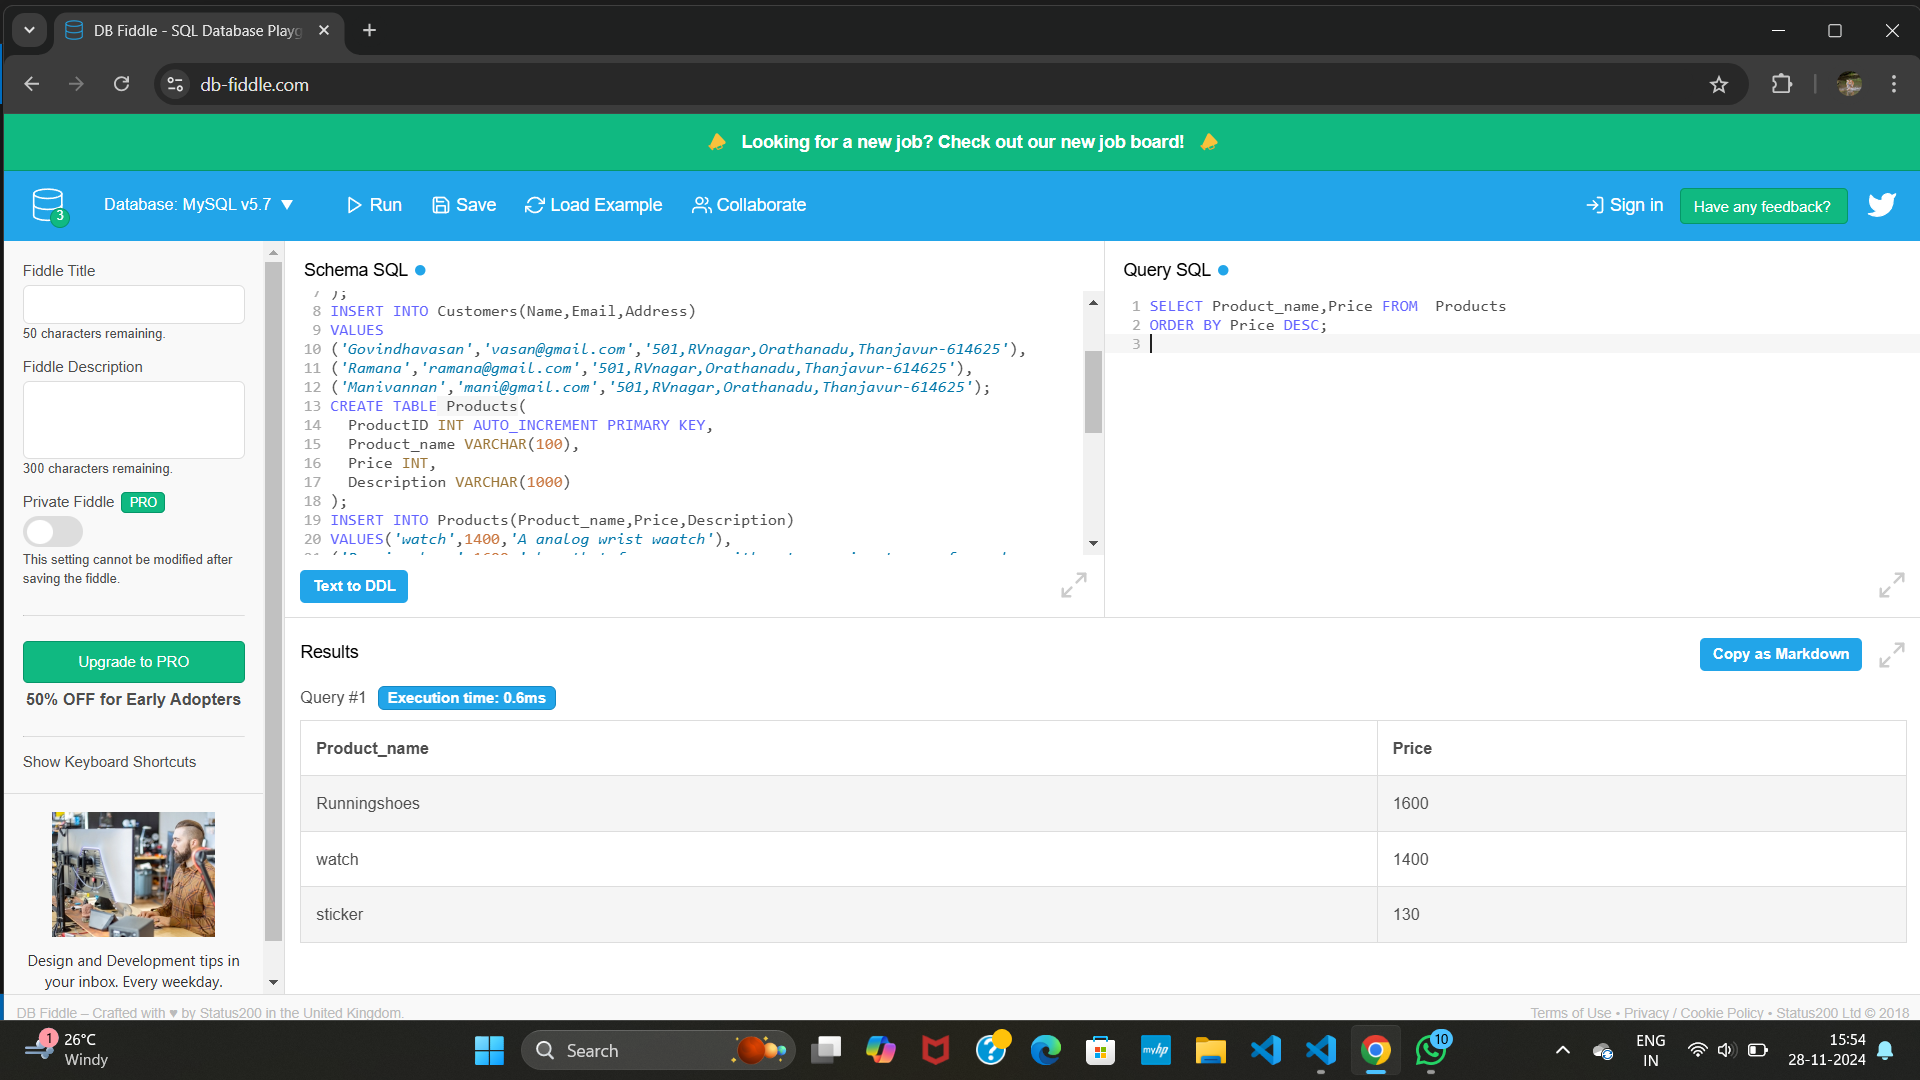 DB Fiddle - SQL Database Playg
db-fiddle.com
Looking for a new job? Check out our new job board!
3
Database: MySQL v5.7 ▼
Run
Save
Load Example
Collaborate
Sign in
Have any feedback?
Fiddle Title
50 characters remaining.
Fiddle Description
300 characters remaining.
Private Fiddle PRO
This setting cannot be modified after
saving the fiddle.
Upgrade to PRO
50% OFF for Early Adopters
Show Keyboard Shortcuts
Design and Development tips in
your inbox. Every weekday.
Schema SQL
7 );
8 INSERT INTO Customers(Name,Email,Address)
9 VALUES
10 ('Govindhavasan','vasan@gmail.com','501,RVnagar,Orathanadu,Thanjavur-614625'),
11 ('Ramana','ramana@gmail.com','501,RVnagar,Orathanadu,Thanjavur-614625'),
12 ('Manivannan','mani@gmail.com','501,RVnagar,Orathanadu,Thanjavur-614625');
13 CREATE TABLE Products(
14 ProductID INT AUTO_INCREMENT PRIMARY KEY,
15 Product_name VARCHAR(100),
16 Price INT,
17 Description VARCHAR(1000)
18 );
19 INSERT INTO Products(Product_name,Price,Description)
20 VALUES('watch',1400,'A analog wrist waatch'),
Text to DDL
Query SQL
1 SELECT Product_name,Price FROM  Products
2 ORDER BY Price DESC;
3
Results
Copy as Markdown
Query #1 Execution time: 0.6ms
Product_name Price
Runningshoes 1600
watch 1400
sticker 130
DB Fiddle – Crafted with ♥ by Status200 in the United Kingdom.
Terms of Use • Privacy / Cookie Policy • Status200 Ltd © 2018
1
26°C
Windy
Search
myhp
10
ENG
IN
15:54
28-11-2024